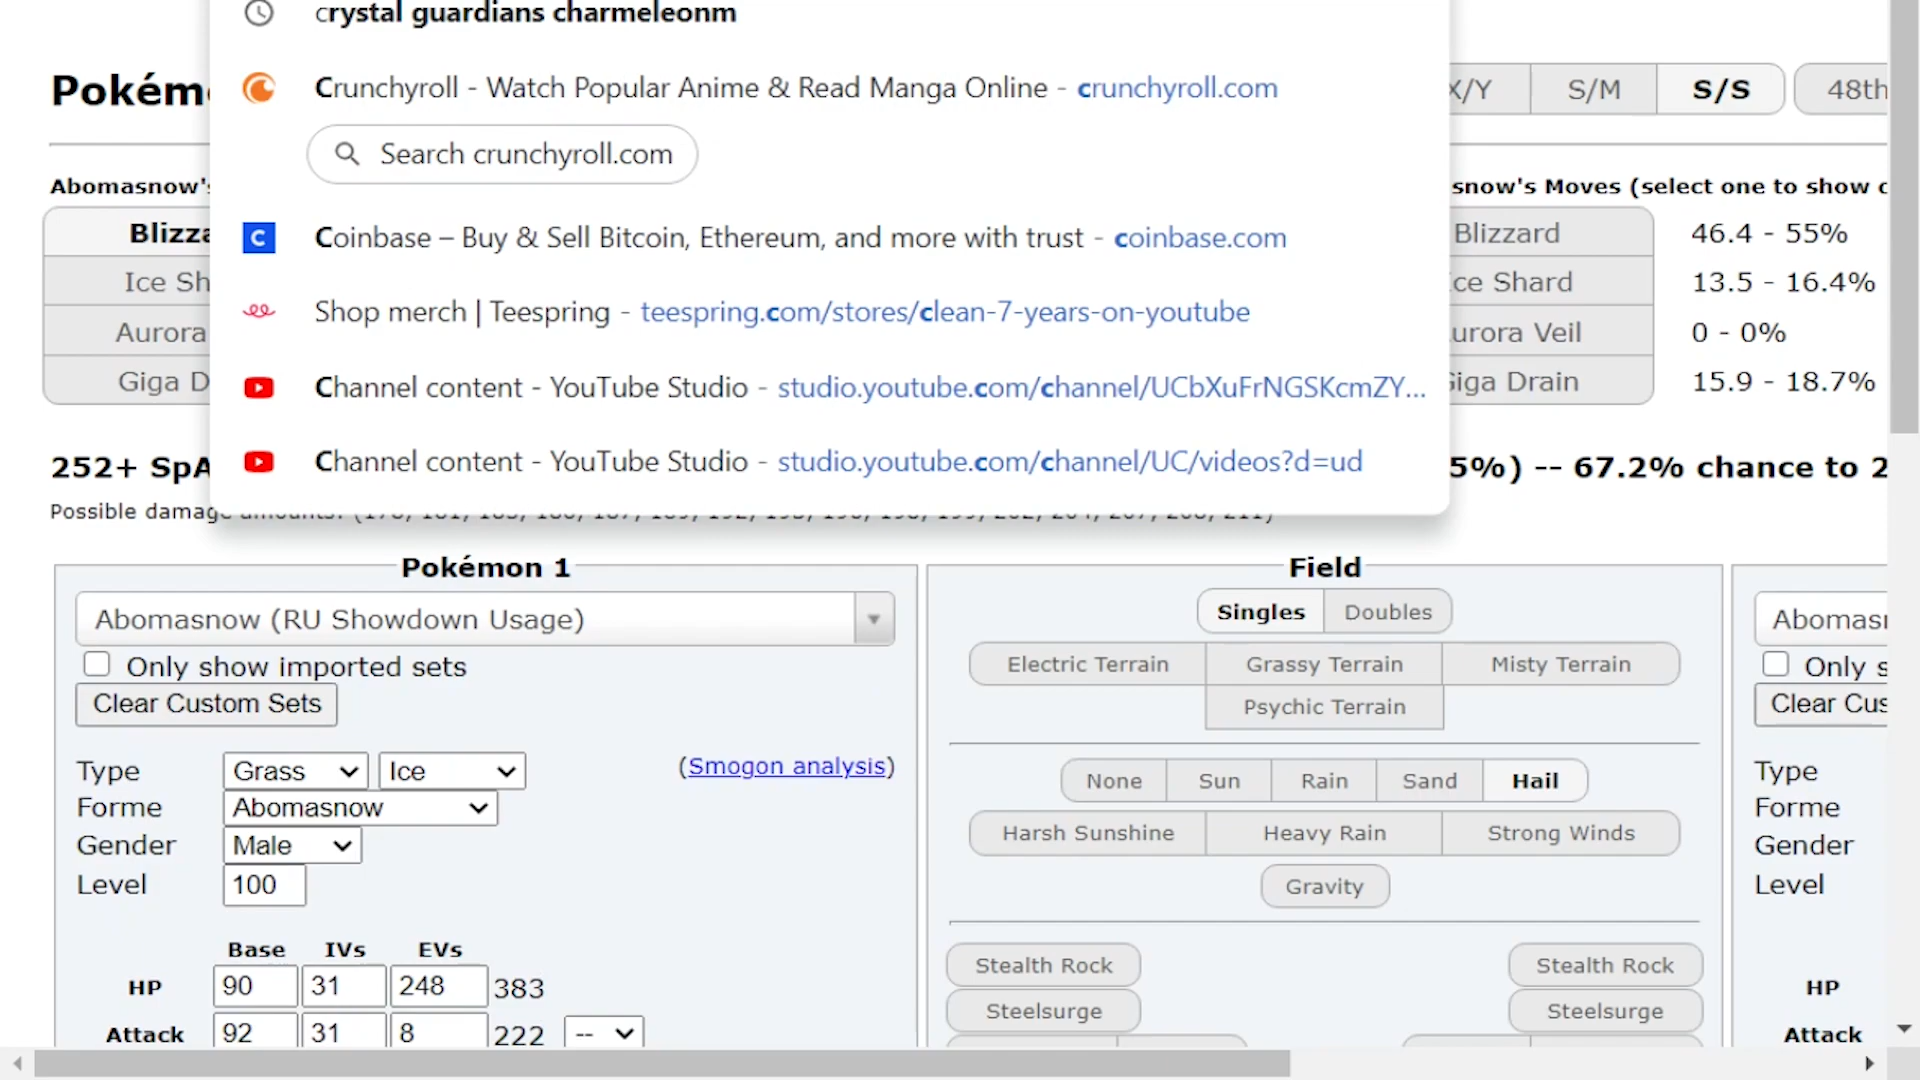 crystal guardians charmeleonm
Crunchyroll - Watch Popular Anime & Read Manga Online - crunchyroll.com
Search crunchyroll.com
Coinbase – Buy & Sell Bitcoin, Ethereum, and more with trust - coinbase.com
Shop merch | Teespring - teespring.com/stores/clean-7-years-on-youtube
Channel content - YouTube Studio - studio.youtube.com/channel/UCbXuFrNGSKcmZY...
Channel content - YouTube Studio - studio.youtube.com/channel/UC/videos?d=ud
Pokém
X/Y S/M S/S 48th
Abomasnow's
snow's Moves (select one to show
Blizza
Blizzard 46.4 - 55%
Ice Sh
Ice Shard 13.5 - 16.4%
Aurora
Aurora Veil 0 - 0%
Giga D
Giga Drain 15.9 - 18.7%
252+ SpA
5%) -- 67.2% chance to 2
Possible damage amounts:
Pokémon 1
Abomasnow (RU Showdown Usage)
Only show imported sets
Clear Custom Sets
Type Grass Ice (Smogon analysis)
Forme Abomasnow
Gender Male
Level 100
Base IVs EVs
HP 90 31 248 383
Attack 92 31 8 222 --
Field
Singles Doubles
Electric Terrain Grassy Terrain Misty Terrain
Psychic Terrain
None Sun Rain Sand Hail
Harsh Sunshine Heavy Rain Strong Winds
Gravity
Stealth Rock Stealth Rock
Steelsurge Steelsurge
Abomas
Only s
Clear Cus
Type
Forme
Gender
Level
HP
Attack